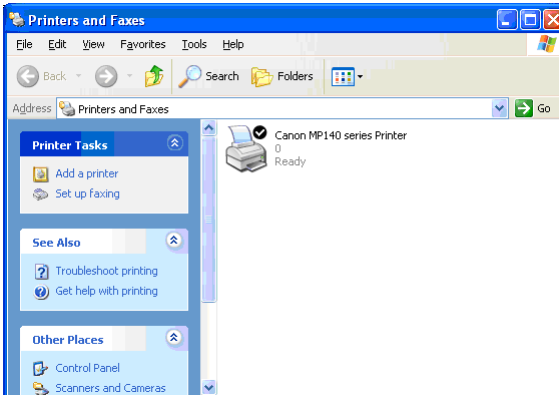 Printers and Faxes
File Edit View Favorites Tools Help
Back Search Folders
Address Printers and Faxes Go
Printer Tasks
Add a printer
Set up faxing
See Also
Troubleshoot printing
Get help with printing
Other Places
Control Panel
Scanners and Cameras
Canon MP140 series Printer
0
Ready